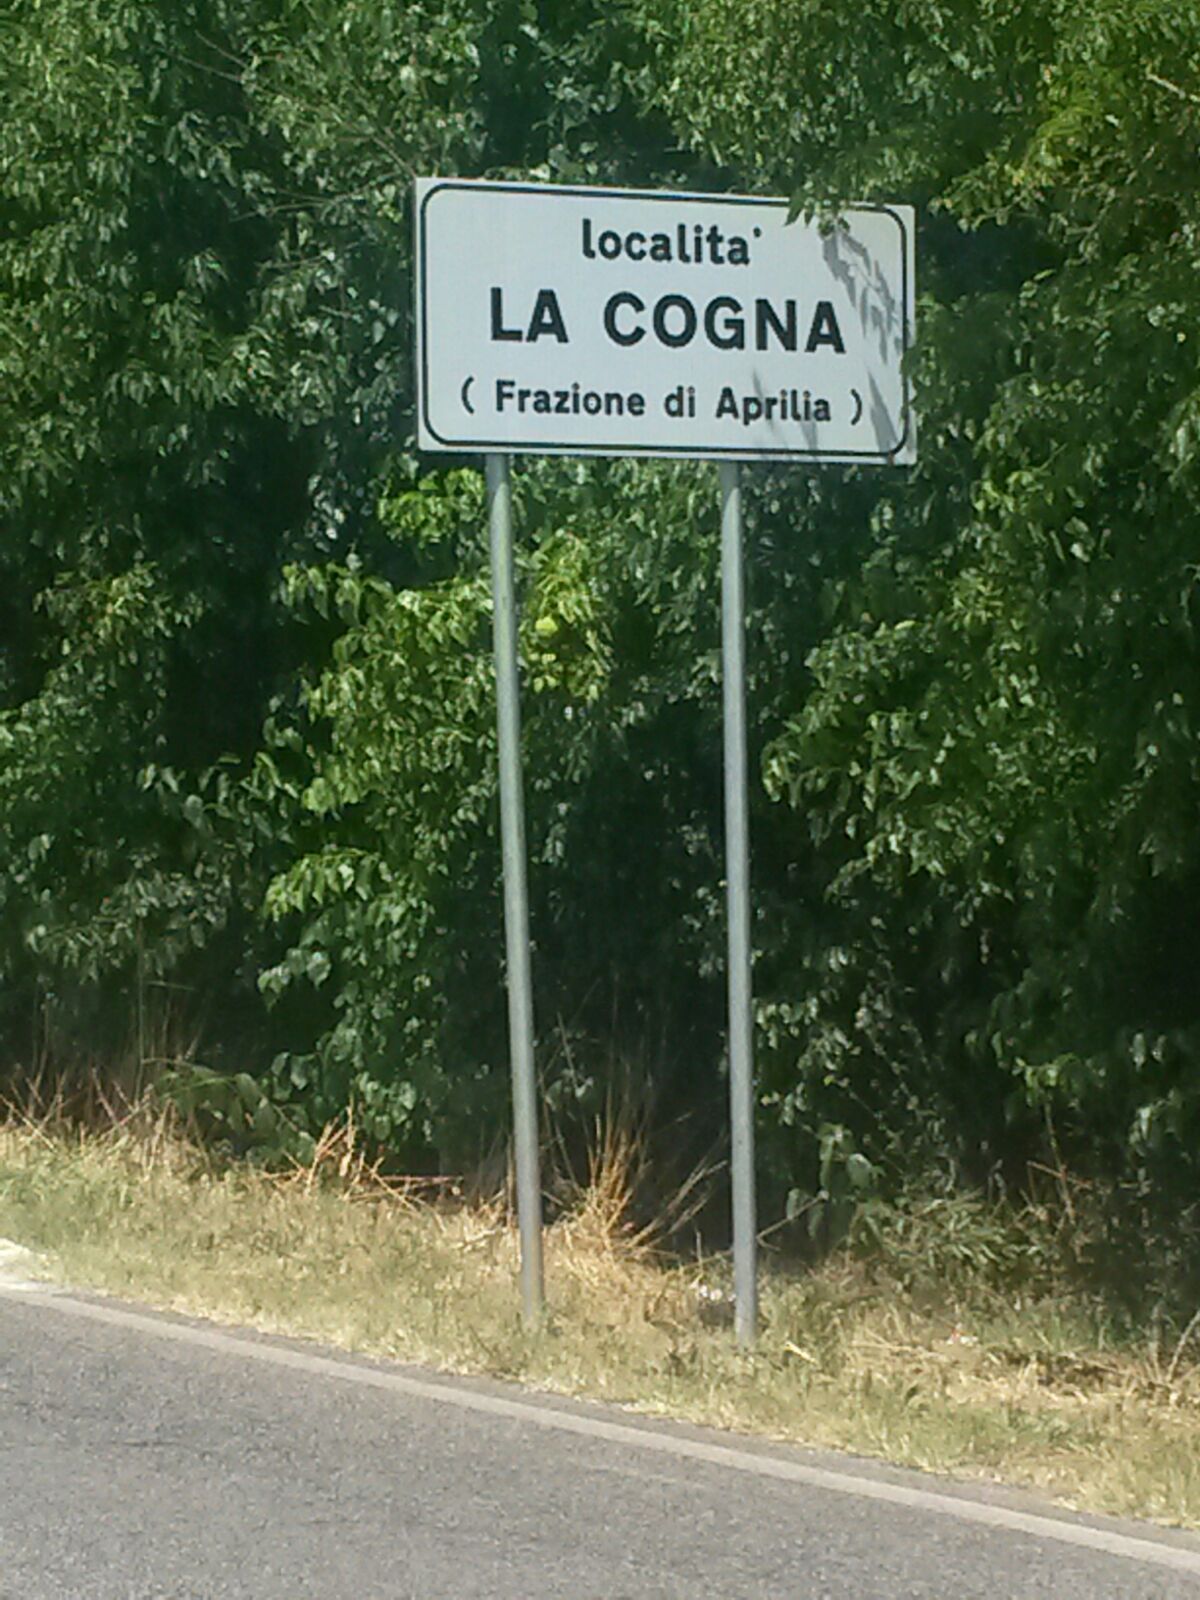 localita'
LA COGNA
( Frazione di Aprilia )